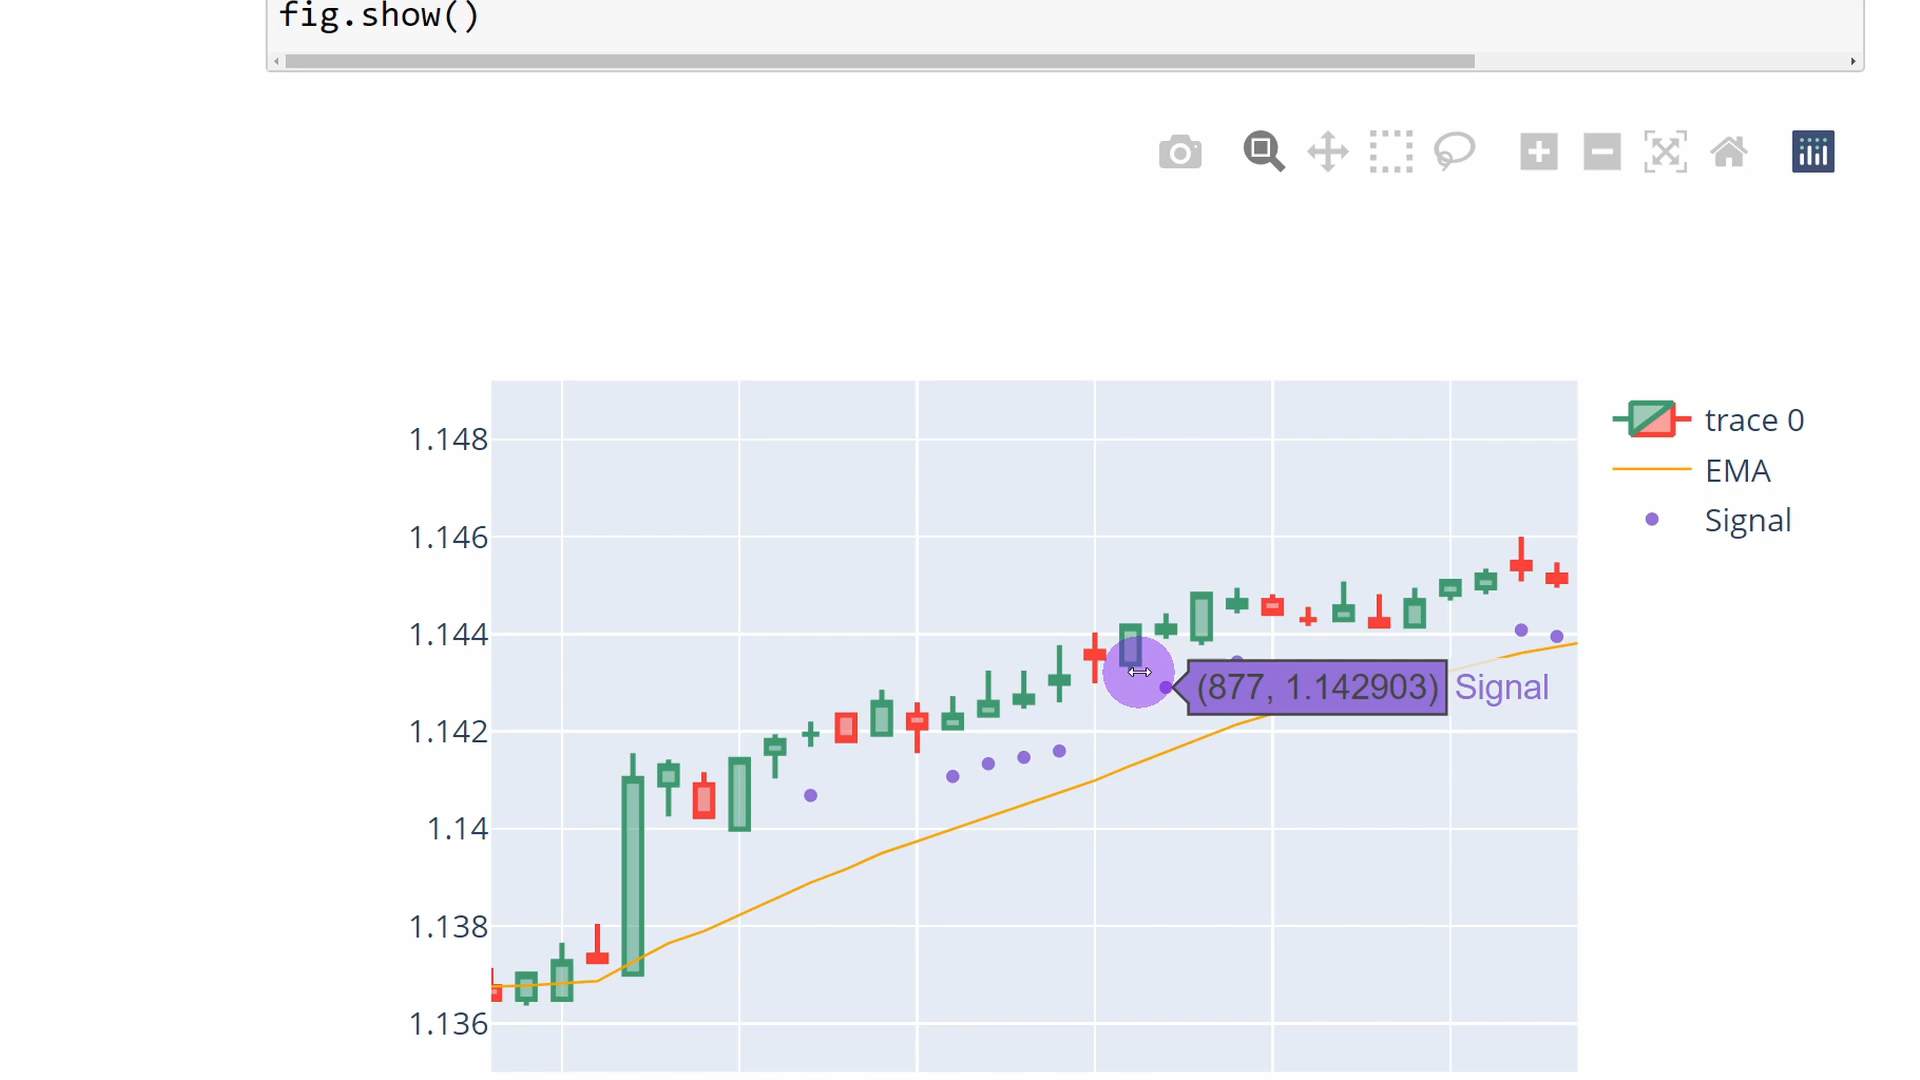 fig.show()
trace 0
EMA
Signal
1.148
1.146
1.144
1.142
1.14
1.138
1.136
(877, 1.142903) Signal